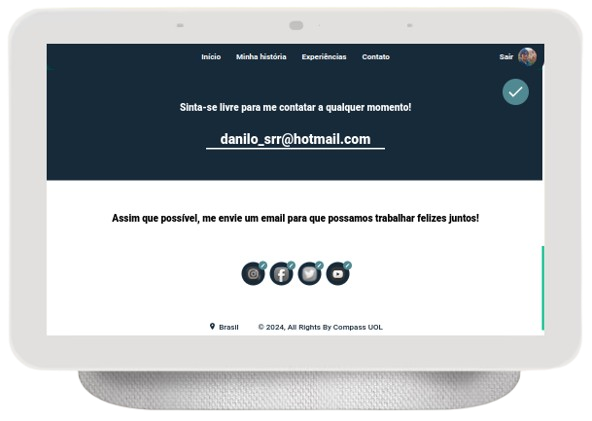 Início Minha história Experiências Contato Sair
Sinta-se livre para me contatar a qualquer momento!
danilo_srr@hotmail.com
Assim que possível, me envie um email para que possamos trabalhar felizes juntos!
Brasil © 2024, All Rights By Compass UOL